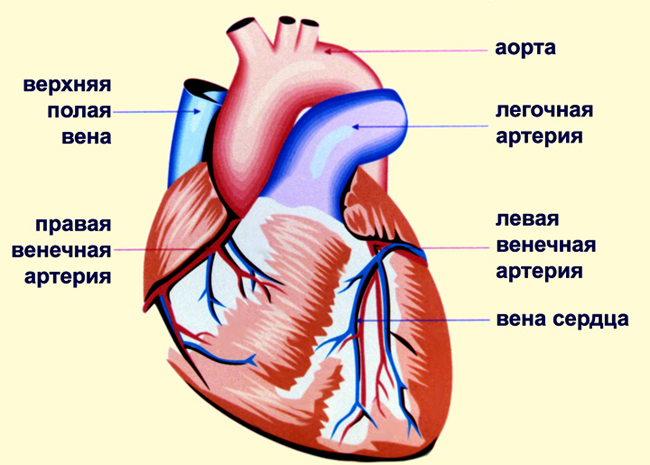 верхняя
полая
вена
правая
венечная
артерия
аорта
легочная
артерия
левая
венечная
артерия
вена сердца